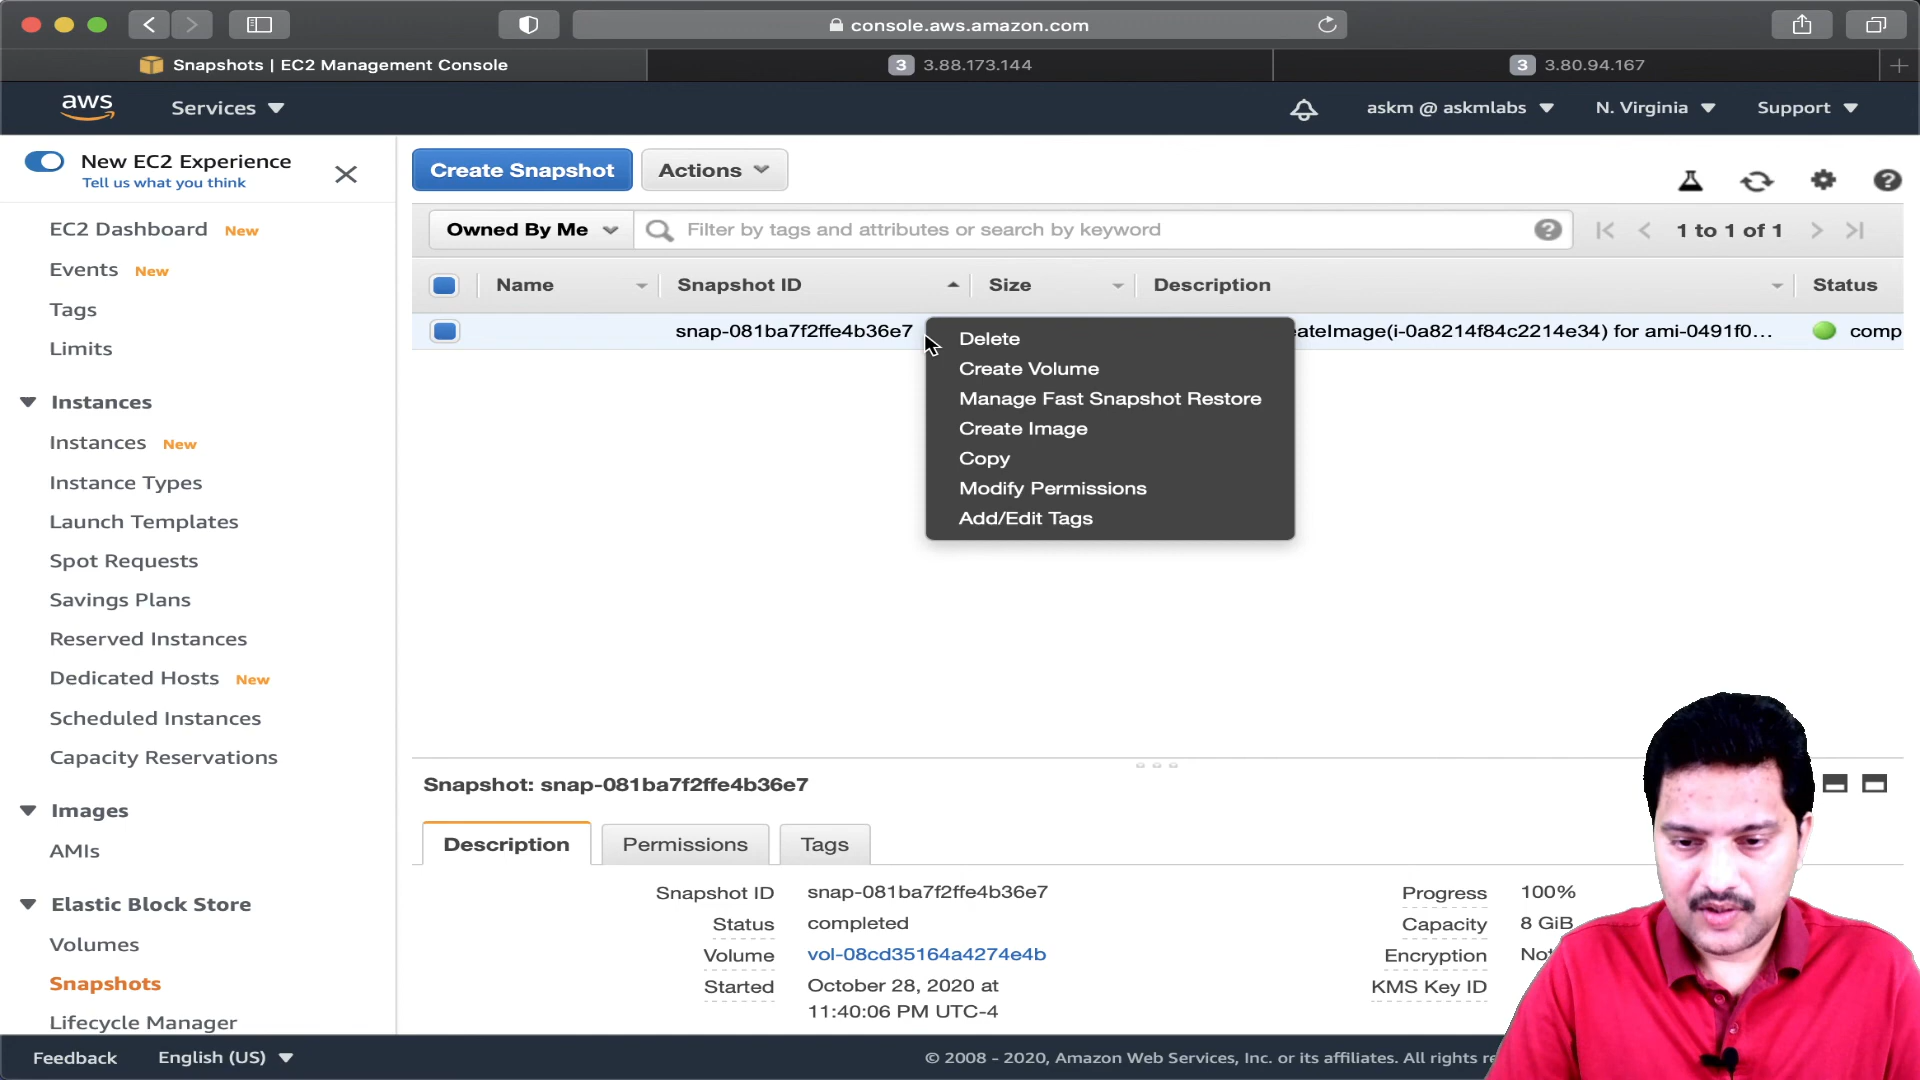 console.aws.amazon.com
Snapshots | EC2 Management Console
3 3.88.173.144
3 3.80.94.167
aws
Services
askm @ askmlabs
N. Virginia
Support
New EC2 Experience
Tell us what you think
EC2 Dashboard New
Events New
Tags
Limits
Instances
Instances New
Instance Types
Launch Templates
Spot Requests
Savings Plans
Reserved Instances
Dedicated Hosts New
Scheduled Instances
Capacity Reservations
Images
AMIs
Elastic Block Store
Volumes
Snapshots
Lifecycle Manager
Create Snapshot
Actions
Owned By Me
Filter by tags and attributes or search by keyword
1 to 1 of 1
Name
Snapshot ID
Size
Description
Status
snap-081ba7f2ffe4b36e7
eateImage(i-0a8214f84c2214e34) for ami-0491f0...
comp
Delete
Create Volume
Manage Fast Snapshot Restore
Create Image
Copy
Modify Permissions
Add/Edit Tags
Snapshot: snap-081ba7f2ffe4b36e7
Description
Permissions
Tags
Snapshot ID snap-081ba7f2ffe4b36e7
Status completed
Volume vol-08cd35164a4274e4b
Started October 28, 2020 at
11:40:06 PM UTC-4
Progress 100%
Capacity 8 GiB
Encryption
KMS Key ID
Feedback
English (US)
© 2008 - 2020, Amazon Web Services, Inc. or its affiliates. All rights